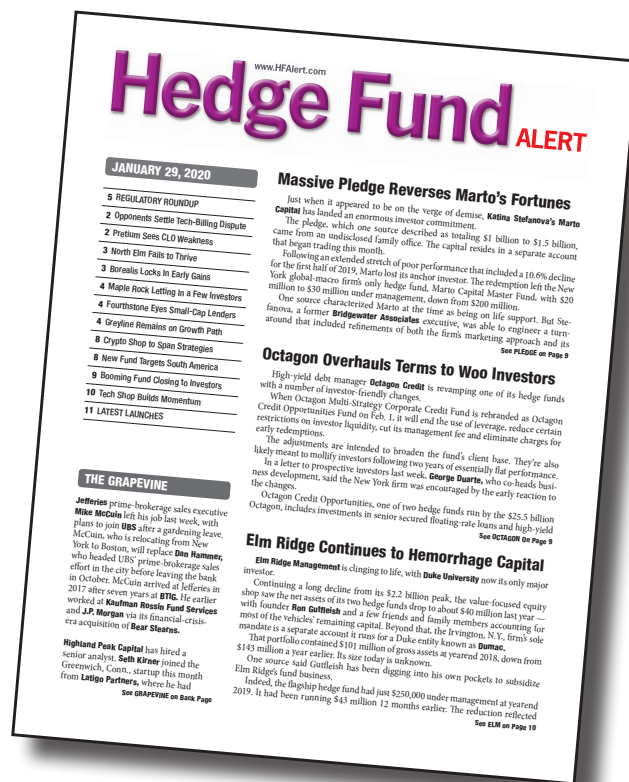 www.HFAlert.com
Hedge Fund
ALERT
JANUARY 29, 2020
5 REGULATORY ROUNDUP
2 Opponents Settle Tech-Billing Dispute
2 Pretium Sees CLO Weakness
3 North Elm Fails to Thrive
3 Borealis Locks In Early Gains
4 Maple Rock Letting In a Few Investors
4 Fourthstone Eyes Small-Cap Lenders
4 Greyline Remains on Growth Path
8 Crypto Shop to Span Strategies
8 New Fund Targets South America
9 Booming Fund Closing to Investors
10 Tech Shop Builds Momentum
11 LATEST LAUNCHES
THE GRAPEVINE
Jefferies prime-brokerage sales executive
Mike McCuin left his job last week, with
plans to join UBS after a gardening leave.
McCuin, who is relocating from New
York to Boston, will replace Dan Hammer,
who headed UBS' prime-brokerage sales
effort in the city before leaving the bank
in October. McCuin arrived at Jefferies in
2017 after seven years at BTIG. He earlier
worked at Kaufman Rossin Fund Services
and J.P. Morgan via its financial-crisis-
era acquisition of Bear Stearns.
Highland Peak Capital has hired a
senior analyst. Seth Kirner joined the
Greenwich, Conn., startup this month
from Latigo Partners, where he had
See GRAPEVINE on Back Page
Massive Pledge Reverses Marto's Fortunes
Just when it appeared to be on the verge of demise, Katina Stefanova's Marto
Capital has landed an enormous investor commitment.
The pledge, which one source described as totaling $1 billion to $1.5 billion,
came from an undisclosed family office. The capital resides in a separate account
that began trading this month.
Following an extended stretch of poor performance that included a 10.6% decline
for the first half of 2019, Marto lost its anchor investor. The redemption left the New
York global-macro firm's only hedge fund, Marto Capital Master Fund, with $20
million to $30 million under management, down from $200 million.
One source characterized Marto at the time as being on life support. But Ste-
fanova, a former Bridgewater Associates executive, was able to engineer a turn-
around that included refinements of both the firm's marketing approach and its
See PLEDGE on Page 9
Octagon Overhauls Terms to Woo Investors
High-yield debt manager Octagon Credit is revamping one of its hedge funds
with a number of investor-friendly changes.
When Octagon Multi-Strategy Corporate Credit Fund is rebranded as Octagon
Credit Opportunities Fund on Feb. 1, it will end the use of leverage, reduce certain
restrictions on investor liquidity, cut its management fee and eliminate charges for
early redemptions.
The adjustments are intended to broaden the fund's client base. They're also
likely meant to mollify investors following two years of essentially flat performance.
In a letter to prospective investors last week, George Duarte, who co-heads busi-
ness development, said the New York firm was encouraged by the early reaction to
the changes.
Octagon Credit Opportunities, one of two hedge funds run by the $25.5 billion
Octagon, includes investments in senior secured floating-rate loans and high-yield
See OCTAGON on Page 9
Elm Ridge Continues to Hemorrhage Capital
Elm Ridge Management is clinging to life, with Duke University now its only major
investor.
Continuing a long decline from its $2.2 billion peak, the value-focused equity
shop saw the net assets of its two hedge funds drop to about $40 million last year —
with founder Ron Gutfleish and a few friends and family members accounting for
most of the vehicles' remaining capital. Beyond that, the Irvington, N.Y., firm's sole
mandate is a separate account it runs for a Duke entity known as Dumac.
That portfolio contained $101 million of gross assets at yearend 2018, down from
$143 million a year earlier. Its size today is unknown.
One source said Gutfleish has been digging into his own pockets to subsidize
Elm Ridge's fund business.
Indeed, the flagship hedge fund had just $250,000 under management at yearend
2019. It had been running $43 million 12 months earlier. The reduction reflected
See ELM on Page 10